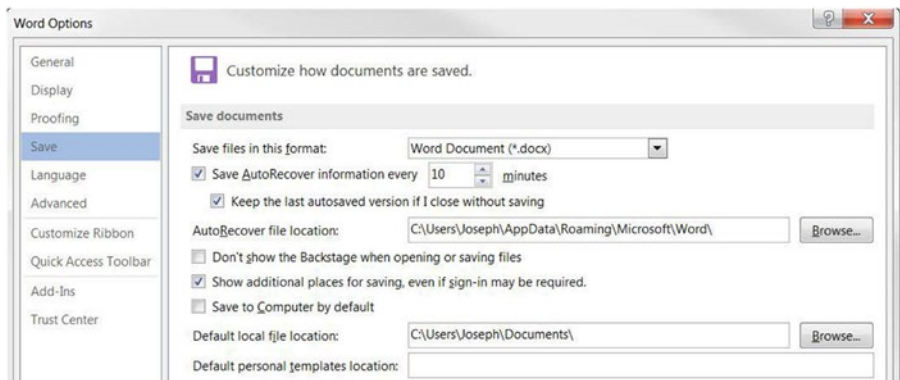 Word Options
General
Display
Proofing
Save
Language
Advanced
Customize Ribbon
Quick Access Toolbar
Add-Ins
Trust Center
Customize how documents are saved.
Save documents
Save files in this format: Word Document (*.docx)
Save AutoRecover information every 10 minutes
Keep the last autosaved version if I close without saving
AutoRecover file location: C:\Users\Joseph\AppData\Roaming\Microsoft\Word\ Browse...
Don't show the Backstage when opening or saving files
Show additional places for saving, even if sign-in may be required.
Save to Computer by default
Default local file location: C:\Users\Joseph\Documents\ Browse...
Default personal templates location: